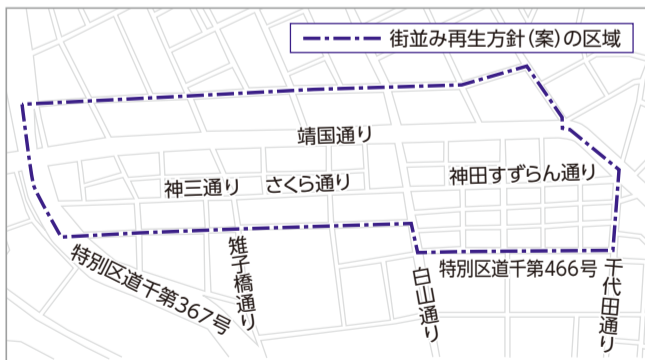 街並み再生方針(案)の区域
靖国通り
神三通り
さくら通り
神田すずらん通り
特別区道千第367号
雉子橋通り
白山通り
特別区道千第466号
千代田通り